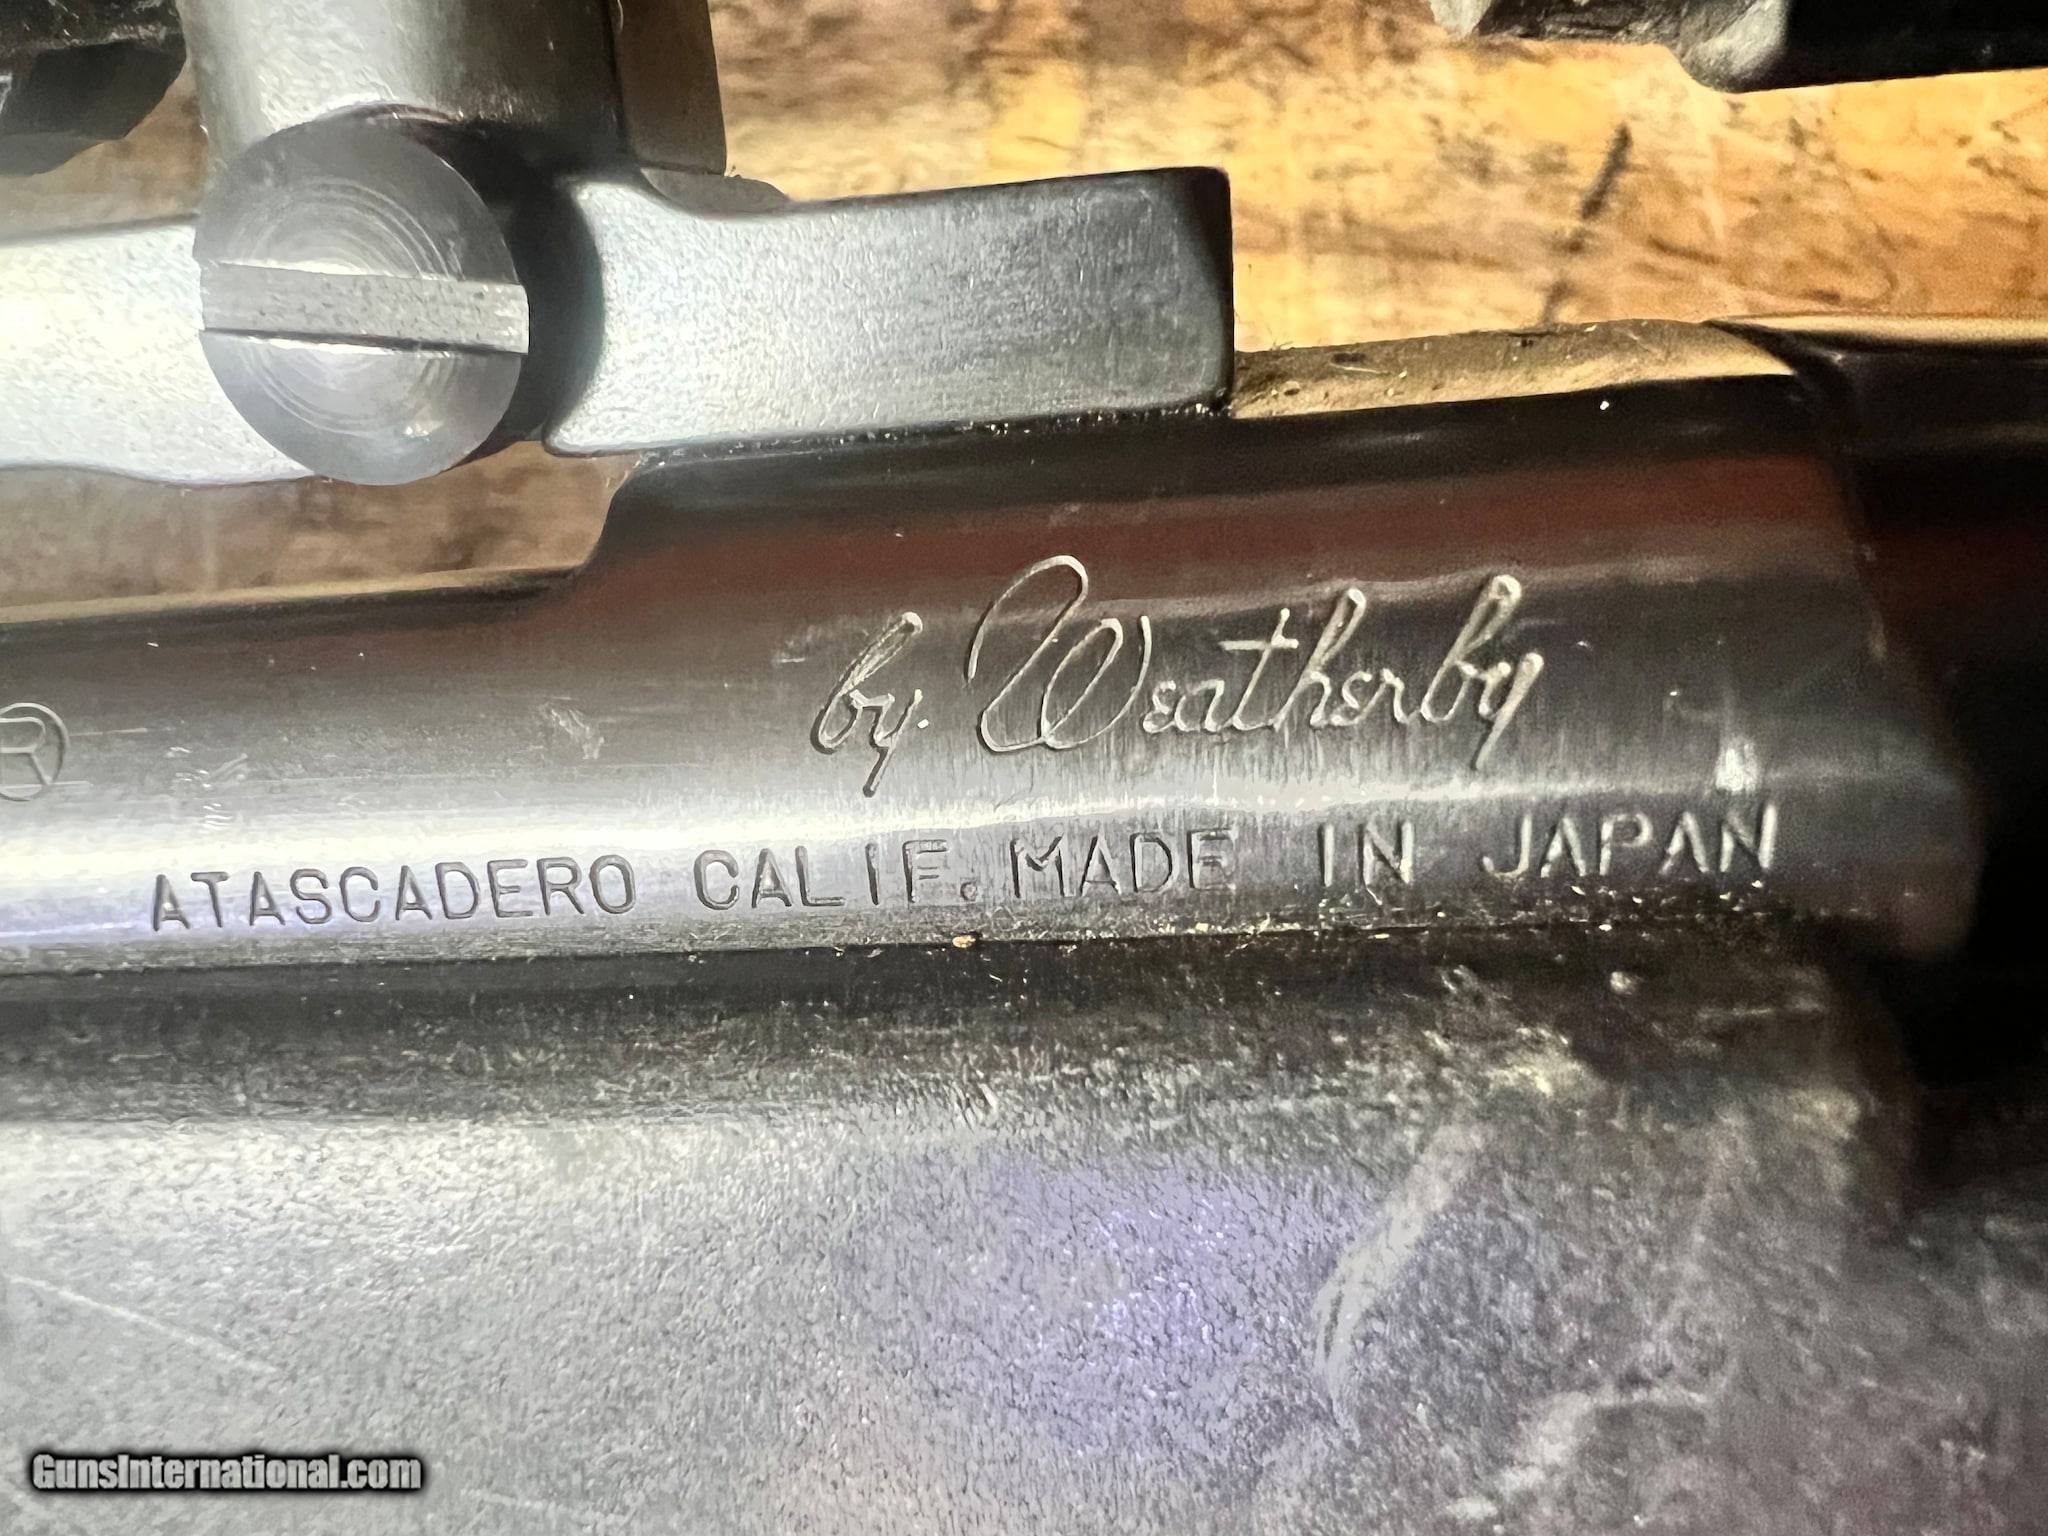 by Weatherby
®
ATASCADERO CALIF. MADE IN JAPAN
GunsInternational.com